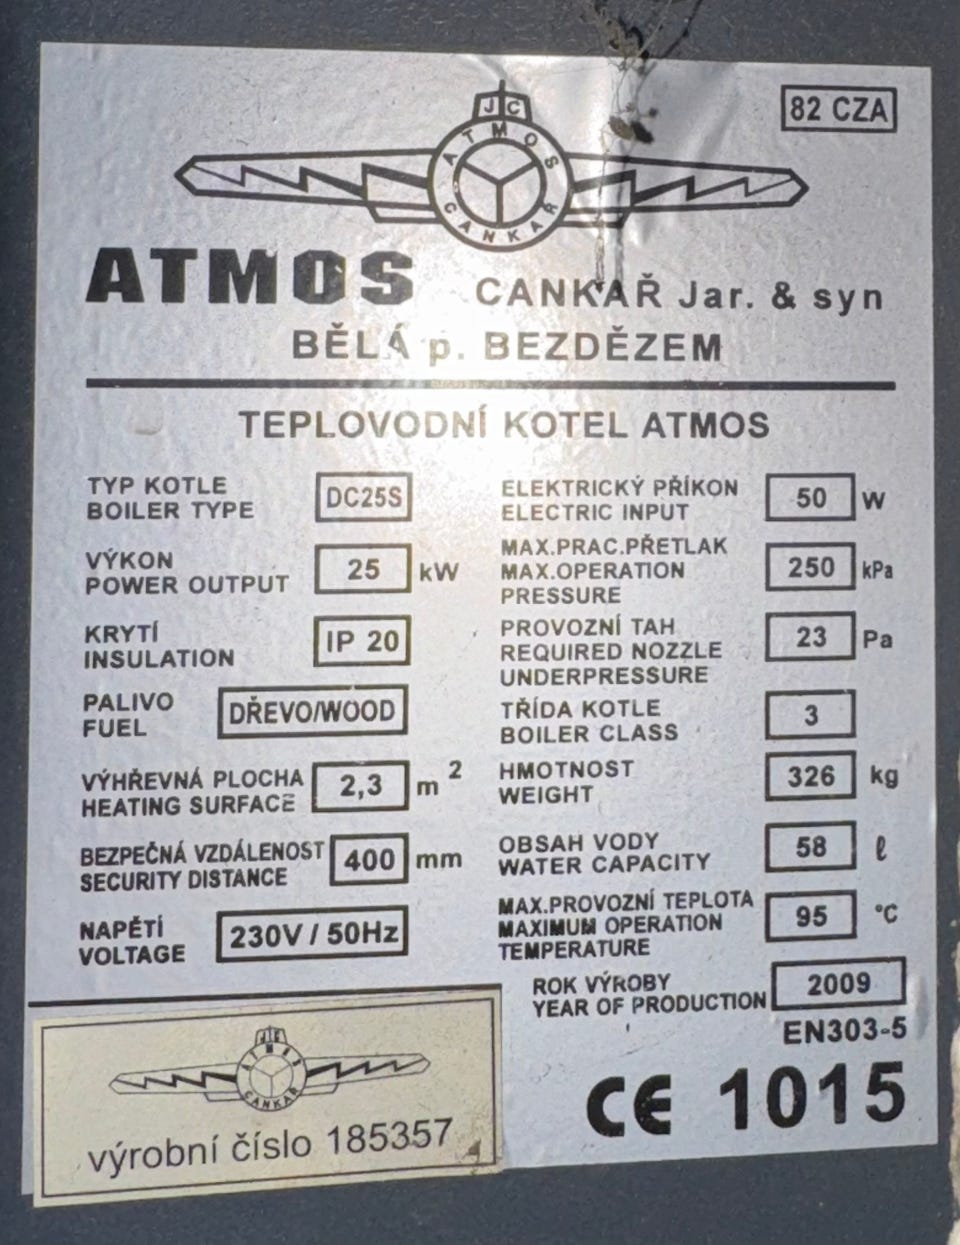 JC
ATMOS
CANKAŘ
82 CZA
ATMOS CANKAŘ Jar. & syn
BĚLÁ p. BEZDĚZEM
TEPLOVODNÍ KOTEL ATMOS
TYP KOTLE
BOILER TYPE
DC25S
VÝKON
POWER OUTPUT
25 kW
KRYTÍ
INSULATION
IP 20
PALIVO
FUEL
DŘEVO/WOOD
VÝHŘEVNÁ PLOCHA
HEATING SURFACE
2,3 m²
BEZPEČNÁ VZDÁLENOST
SECURITY DISTANCE
400 mm
NAPĚTÍ
VOLTAGE
230V / 50Hz
ELEKTRICKÝ PŘÍKON
ELECTRIC INPUT
50 W
MAX.PRAC.PŘETLAK
MAX.OPERATION
PRESSURE
250 kPa
PROVOZNÍ TAH
REQUIRED NOZZLE
UNDERPRESSURE
23 Pa
TŘÍDA KOTLE
BOILER CLASS
3
HMOTNOST
WEIGHT
326 kg
OBSAH VODY
WATER CAPACITY
58 ℓ
MAX.PROVOZNÍ TEPLOTA
MAXIMUM OPERATION
TEMPERATURE
95 °C
ROK VÝROBY
YEAR OF PRODUCTION
2009
EN303-5
CE 1015
JC
ATMOS
CANKAŘ
výrobní číslo 185357